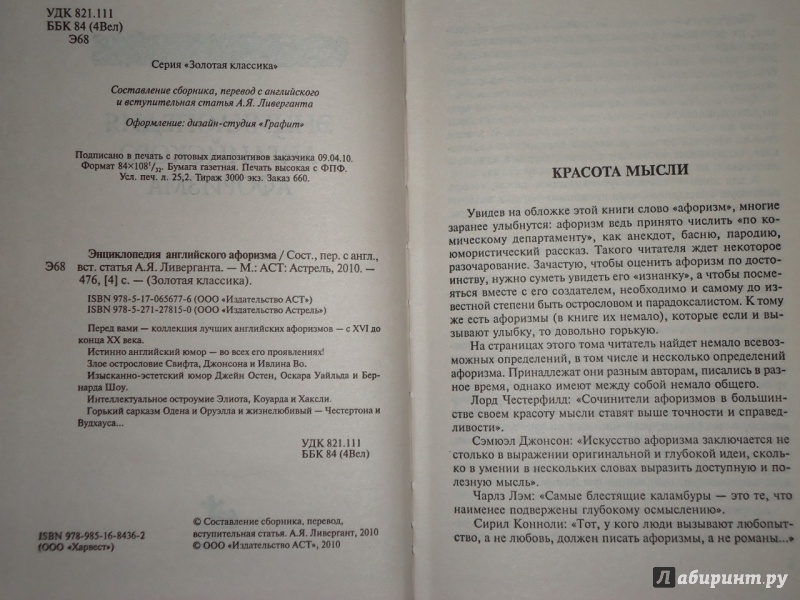 УДК 821.111
ББК 84 (4Вел)
Э68
Серия «Золотая классика»
Составление сборника, перевод с английского
и вступительная статья А.Я. Ливерганта
Оформление: дизайн-студия «Графит»
Подписано в печать с готовых диапозитивов заказчика 09.04.10.
Формат 84×108¹/₃₂. Бумага газетная. Печать высокая с ФПФ.
Усл. печ. л. 25,2. Тираж 3000 экз. Заказ 660.
Энциклопедия английского афоризма / Сост., пер. с англ.,
Э68 вст. статья А.Я. Ливерганта. — М.: АСТ: Астрель, 2010. —
476, [4] с. — (Золотая классика).
ISBN 978-5-17-065677-6 (ООО «Издательство АСТ»)
ISBN 978-5-271-27815-0 (ООО «Издательство Астрель»)
Перед вами — коллекция лучших английских афоризмов — с XVI до
конца XX века.
Истинно английский юмор — во всех его проявлениях!
Злое острословие Свифта, Джонсона и Ивлина Во.
Изысканно-эстетский юмор Джейн Остен, Оскара Уайльда и Бер-
нарда Шоу.
Интеллектуальное остроумие Элиота, Коуарда и Хаксли.
Горький сарказм Одена и Оруэлла и жизнелюбивый — Честертона и
Вудхауса...
УДК 821.111
ББК 84 (4Вел)
© Составление сборника, перевод,
вступительная статья. А.Я. Ливергант, 2010
© ООО «Издательство АСТ», 2010
ISBN 978-985-16-8436-2
(ООО «Харвест»)
КРАСОТА МЫСЛИ
Увидев на обложке этой книги слово «афоризм», многие
заранее улыбнутся: афоризм ведь принято числить «по ко-
мическому департаменту», как анекдот, басню, пародию,
юмористический рассказ. Такого читателя ждет некоторое
разочарование. Зачастую, чтобы оценить афоризм по досто-
инству, нужно суметь увидеть его «изнанку», а чтобы посме-
яться вместе с его создателем, необходимо и самому до из-
вестной степени быть острословом и парадоксалистом. К тому
же есть афоризмы (в книге их немало), которые если и вы-
зывают улыбку, то довольно горькую.
На страницах этого тома читатель найдет немало всевоз-
можных определений, в том числе и несколько определений
афоризма. Принадлежат они разным авторам, писались в раз-
ное время, однако имеют между собой немало общего.
Лорд Честерфилд: «Сочинители афоризмов в большин-
стве своем красоту мысли ставят выше точности и справед-
ливости».
Сэмюэл Джонсон: «Искусство афоризма заключается не
столько в выражении оригинальной и глубокой идеи, сколь-
ко в умении в нескольких словах выразить доступную и по-
лезную мысль».
Чарлз Лэм: «Самые блестящие каламбуры — это те, что
наименее подвержены глубокому осмыслению».
Сирил Конноли: «Тот, у кого люди вызывают любопыт-
ство, а не любовь, должен писать афоризмы, а не романы...»
Лабиринт.ру